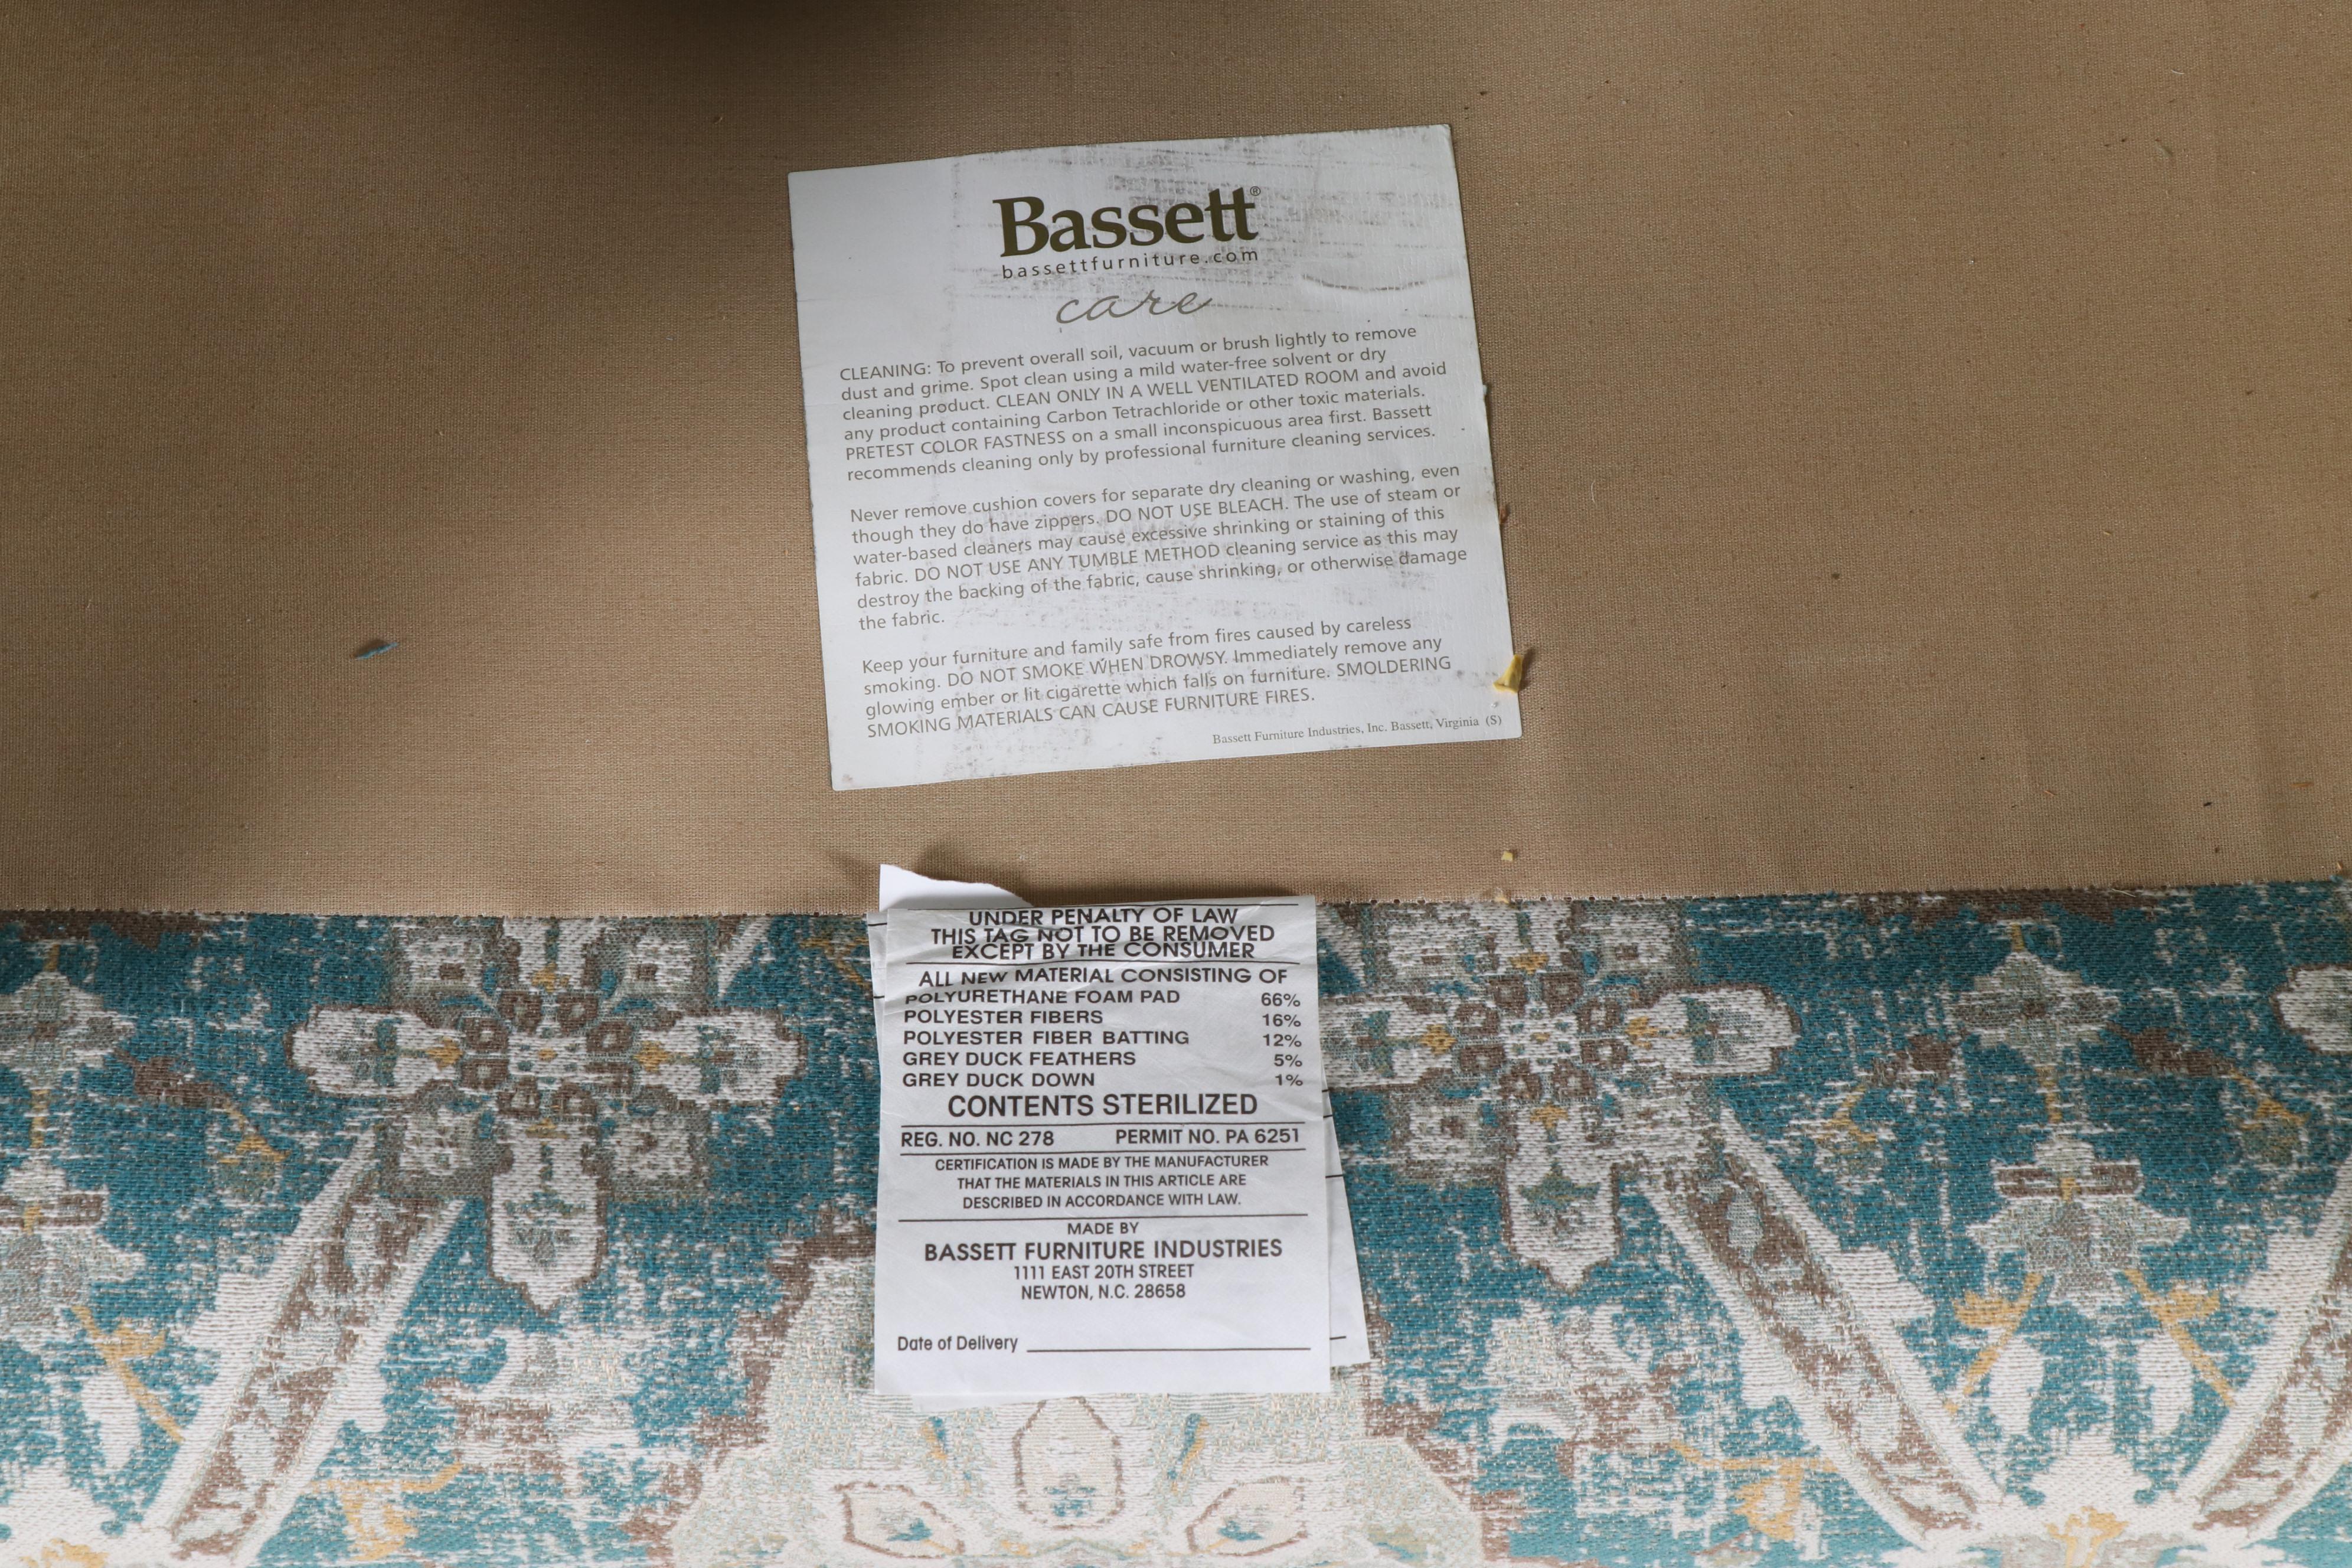 Bassett®
bassettfurniture.com
care
CLEANING: To prevent overall soil, vacuum or brush lightly to remove
dust and grime. Spot clean using a mild water-free solvent or dry
cleaning product. CLEAN ONLY IN A WELL VENTILATED ROOM and avoid
any product containing Carbon Tetrachloride or other toxic materials.
PRETEST COLOR FASTNESS on a small inconspicuous area first. Bassett
recommends cleaning only by professional furniture cleaning services.
Never remove cushion covers for separate dry cleaning or washing, even
though they do have zippers. DO NOT USE BLEACH. The use of steam or
water-based cleaners may cause excessive shrinking or staining of this
fabric. DO NOT USE ANY TUMBLE METHOD cleaning service as this may
destroy the backing of the fabric, cause shrinking, or otherwise damage
the fabric.
Keep your furniture and family safe from fires caused by careless
smoking. DO NOT SMOKE WHEN DROWSY. Immediately remove any
glowing ember or lit cigarette which falls on furniture. SMOLDERING
SMOKING MATERIALS CAN CAUSE FURNITURE FIRES.
Bassett Furniture Industries, Inc. Bassett, Virginia (S)
UNDER PENALTY OF LAW
THIS TAG NOT TO BE REMOVED
EXCEPT BY THE CONSUMER
ALL NEW MATERIAL CONSISTING OF
POLYURETHANE FOAM PAD 66%
POLYESTER FIBERS 16%
POLYESTER FIBER BATTING 12%
GREY DUCK FEATHERS 5%
GREY DUCK DOWN 1%
CONTENTS STERILIZED
REG. NO. NC 278 PERMIT NO. PA 6251
CERTIFICATION IS MADE BY THE MANUFACTURER
THAT THE MATERIALS IN THIS ARTICLE ARE
DESCRIBED IN ACCORDANCE WITH LAW.
MADE BY
BASSETT FURNITURE INDUSTRIES
1111 EAST 20TH STREET
NEWTON, N.C. 28658
Date of Delivery